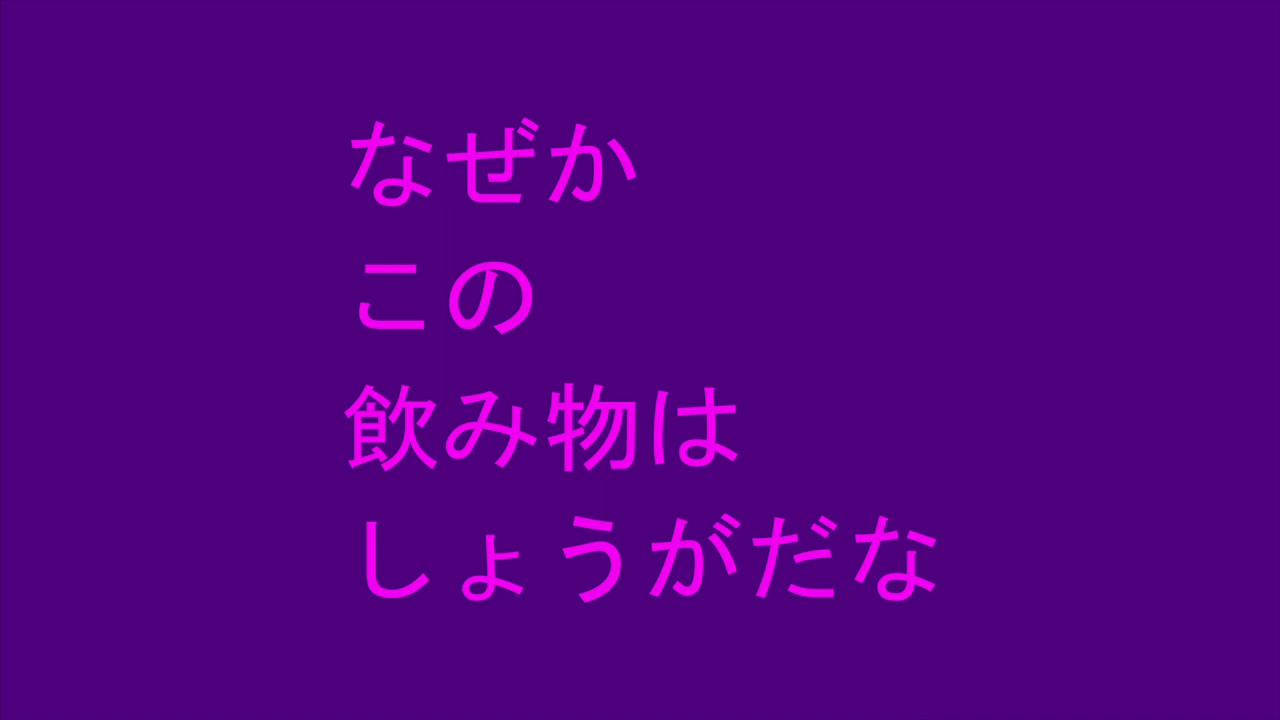 なぜか
この
飲み物は
しょうがだな